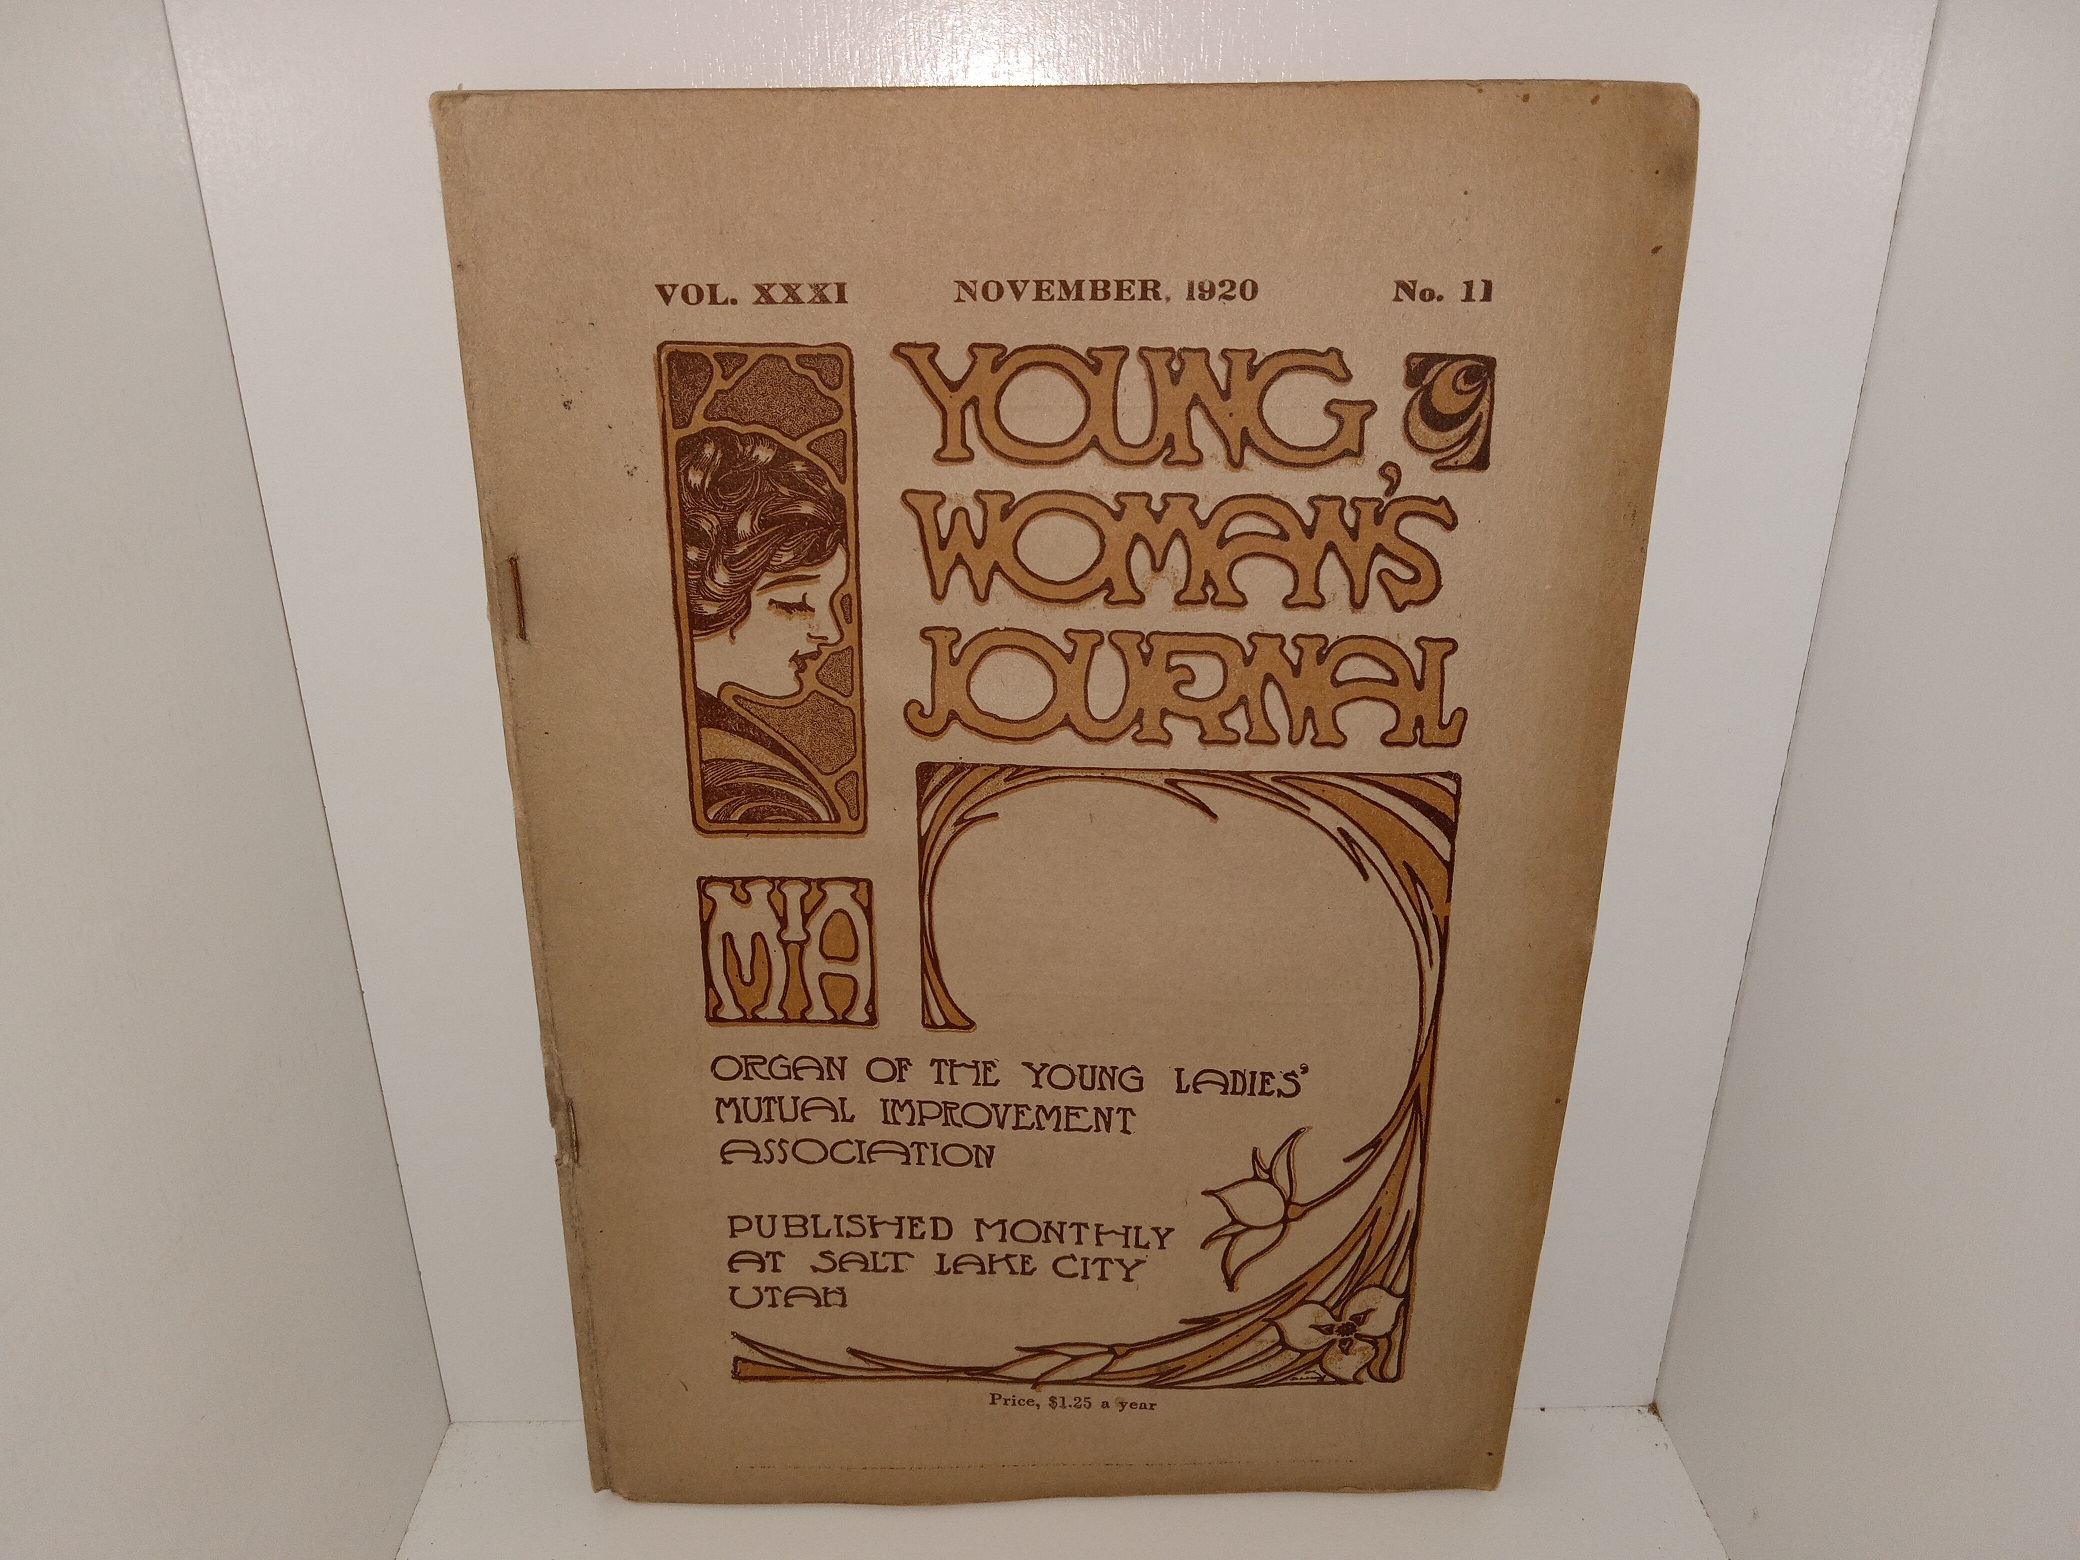 VOL. XXXI NOVEMBER, 1920 No. 11
YOUNG
WOMAN'S
JOURNAL
MIA
ORGAN OF THE YOUNG LADIES'
MUTUAL IMPROVEMENT
ASSOCIATION
PUBLISHED MONTHLY
AT SALT LAKE CITY
UTAH
Price, $1.25 a year